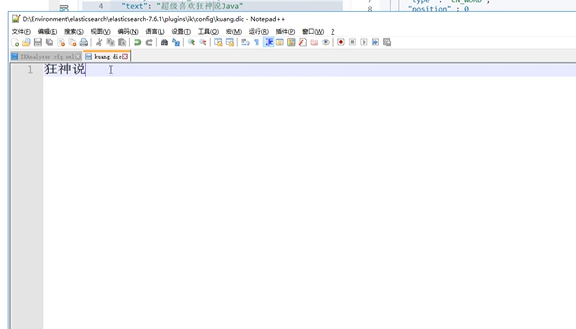 "type" : "CN_WORD",
4 "text": "超级喜欢狂神说Java"
7
"position" : 0
8
D:\Environment\elasticsearch\elasticsearch-7.6.1\plugins\ik\config\kuang.dic - Notepad++
文件(F) 编辑(E) 搜索(S) 视图(V) 编码(N) 语言(L) 设置(T) 工具(O) 宏(M) 运行(R) 插件(P) 窗口(W) ?
IKAnalyzer.cfg.xml kuang.dic
1 狂神说